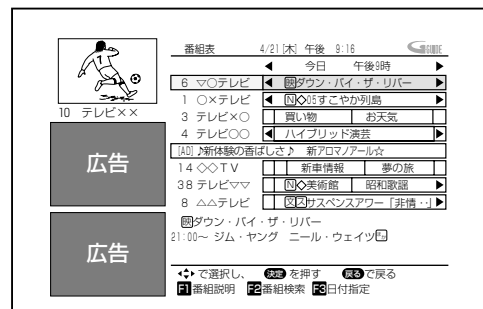 番組表 4/21[木] 午後 9:16 GGUIDE
◀ 今日 午後9時 ▶
6 ▽○テレビ ◀ 映ダウン・バイ・ザ・リバー ▶
1 ○×テレビ ◀ N◇05すこやか列島 ▶
10 テレビ××
3 テレビ×○ 買い物 お天気
4 テレビ○○ ◀ ハイブリッド演芸 ▶
広告
[AD] ♪新体験の香ばしさ♪ 新アロマノアール☆
14 ◇◇TV 新車情報 夢の旅
38 テレビ▽▽ N◇美術館 昭和歌謡 ▶
8 △△テレビ 文スサスペンスアワー「非情・・」 ▶
映ダウン・バイ・ザ・リバー
21:00～ ジム・ヤング ニール・ウェイツ
広告
で選択し、 決定 を押す 戻る で戻る
F1番組説明 F2番組検索 F3日付指定